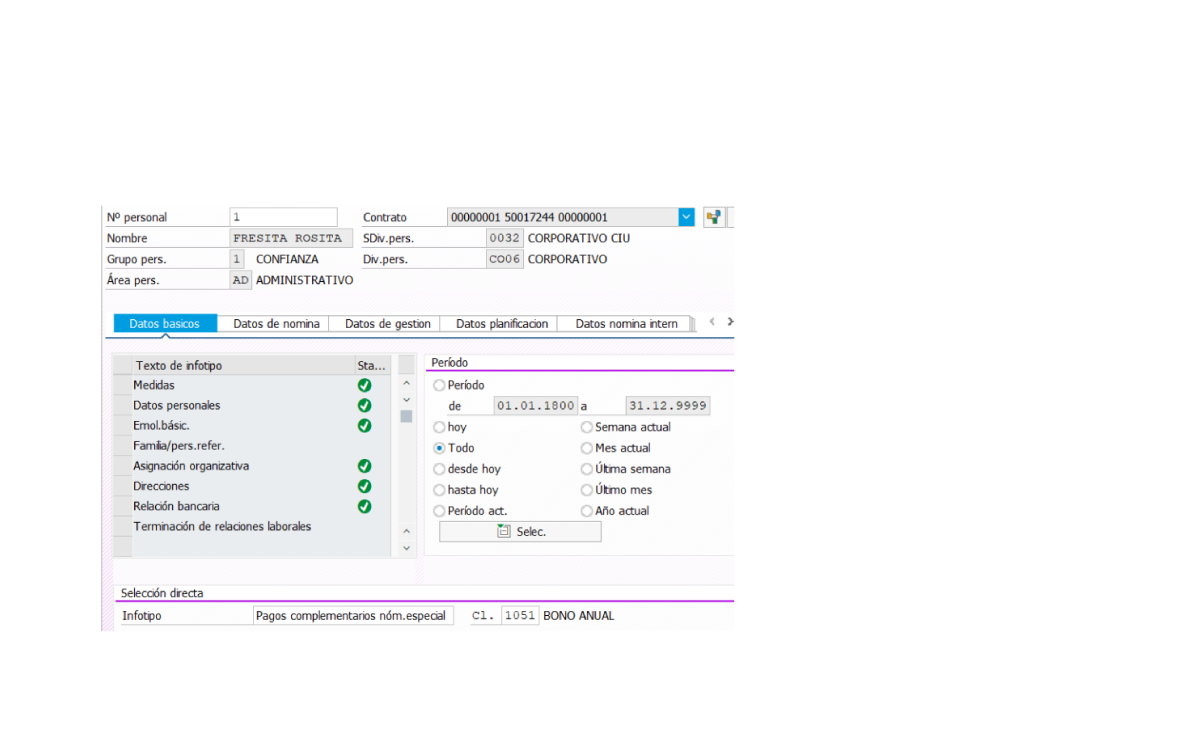 Nº personal 1 Contrato 00000001 50017244 00000001
Nombre FRESITA ROSITA SDiv.pers. 0032 CORPORATIVO CIU
Grupo pers. 1 CONFIANZA Div.pers. CO06 CORPORATIVO
Área pers. AD ADMINISTRATIVO
Datos basicos Datos de nomina Datos de gestion Datos planificacion Datos nomina intern
Texto de infotipo Sta...
Medidas
Datos personales
Emol.básic.
Familia/pers.refer.
Asignación organizativa
Direcciones
Relación bancaria
Terminación de relaciones laborales
Período
Período
de 01.01.1800 a 31.12.9999
hoy Semana actual
Todo Mes actual
desde hoy Última semana
hasta hoy Último mes
Período act. Año actual
Selec.
Selección directa
Infotipo Pagos complementarios nóm.especial Cl. 1051 BONO ANUAL